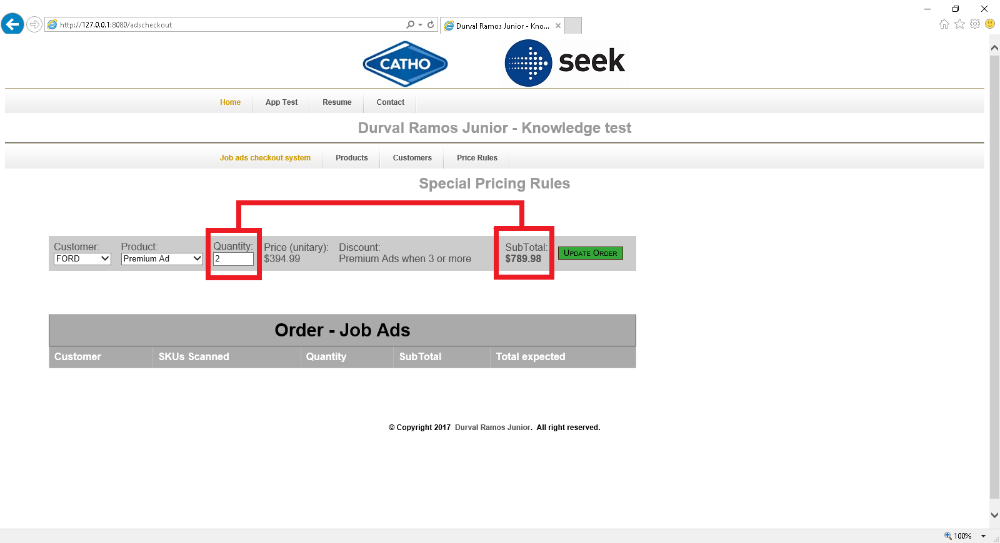 http://127.0.0.1:8080/adscheckout
Durval Ramos Junior - Kno...
CATHO
seek
Home App Test Resume Contact
Durval Ramos Junior - Knowledge test
Job ads checkout system Products Customers Price Rules
Special Pricing Rules
Customer: Product: Quantity: Price (unitary): Discount: SubTotal:
FORD Premium Ad 2 $394.99 Premium Ads when 3 or more $789.98 UPDATE ORDER
Order - Job Ads
Customer SKUs Scanned Quantity SubTotal Total expected
© Copyright 2017 Durval Ramos Junior. All right reserved.
100%